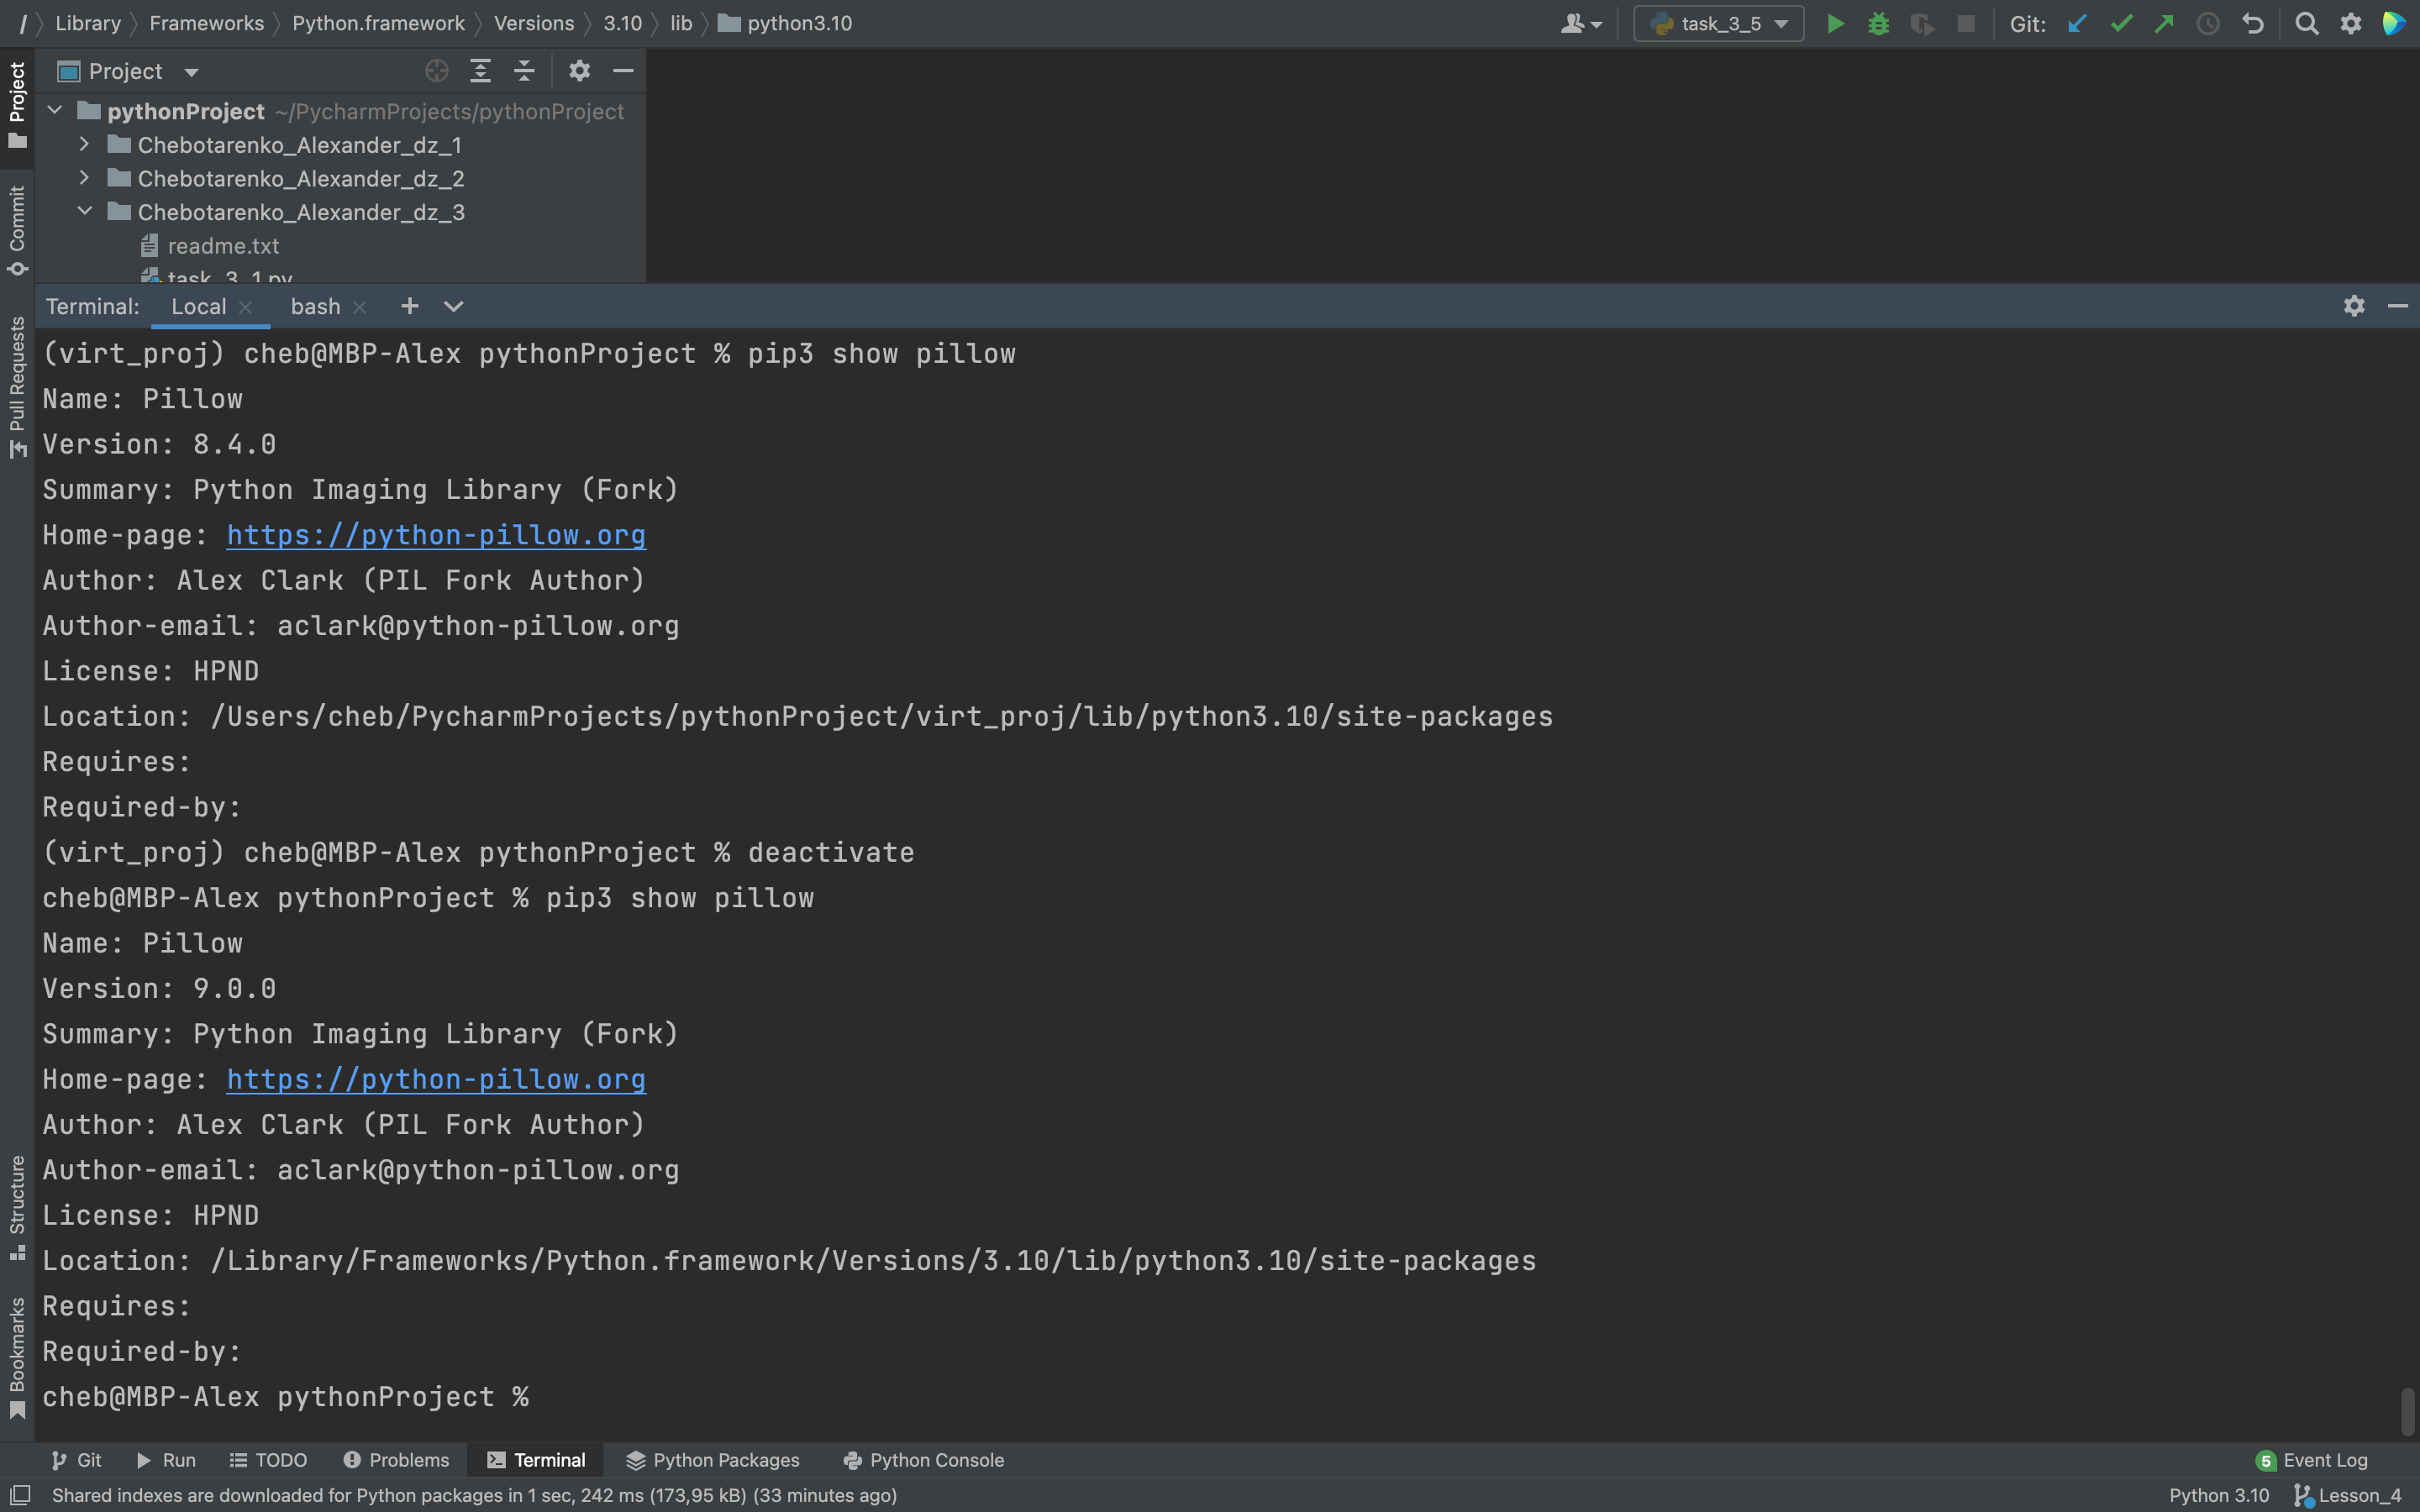 / Library Frameworks Python.framework Versions 3.10 lib python3.10 task_3_5 Git:
Project
Project
pythonProject ~/PycharmProjects/pythonProject
Chebotarenko_Alexander_dz_1
Chebotarenko_Alexander_dz_2
Chebotarenko_Alexander_dz_3
readme.txt
task_3_1.py
Commit
Pull Requests
Structure
Bookmarks
Terminal: Local bash
(virt_proj) cheb@MBP-Alex pythonProject % pip3 show pillow
Name: Pillow
Version: 8.4.0
Summary: Python Imaging Library (Fork)
Home-page: https://python-pillow.org
Author: Alex Clark (PIL Fork Author)
Author-email: aclark@python-pillow.org
License: HPND
Location: /Users/cheb/PycharmProjects/pythonProject/virt_proj/lib/python3.10/site-packages
Requires:
Required-by:
(virt_proj) cheb@MBP-Alex pythonProject % deactivate
cheb@MBP-Alex pythonProject % pip3 show pillow
Name: Pillow
Version: 9.0.0
Summary: Python Imaging Library (Fork)
Home-page: https://python-pillow.org
Author: Alex Clark (PIL Fork Author)
Author-email: aclark@python-pillow.org
License: HPND
Location: /Library/Frameworks/Python.framework/Versions/3.10/lib/python3.10/site-packages
Requires:
Required-by:
cheb@MBP-Alex pythonProject %
Git Run TODO Problems Terminal Python Packages Python Console 5 Event Log
Shared indexes are downloaded for Python packages in 1 sec, 242 ms (173,95 kB) (33 minutes ago) Python 3.10 Lesson_4